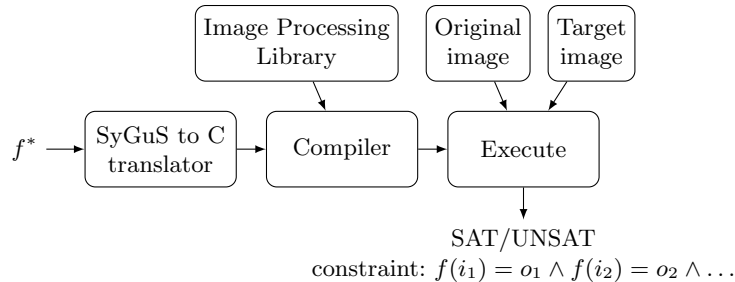 Image Processing
Library
Original
image
Target
image
f*
SyGuS to C
translator
Compiler
Execute
SAT/UNSAT
constraint: f(i₁) = o₁ ∧ f(i₂) = o₂ ∧ …